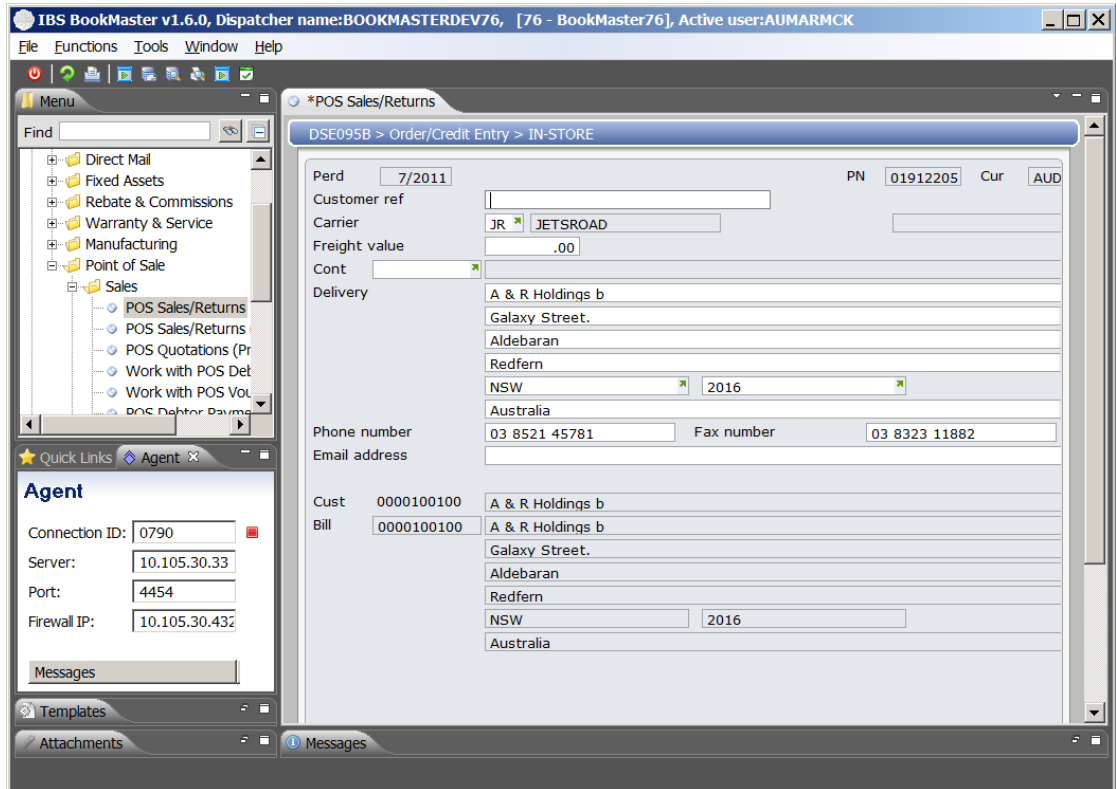 IBS BookMaster v1.6.0, Dispatcher name:BOOKMASTERDEV76, [76 - BookMaster76], Active user:AUMARMCK
File Functions Tools Window Help
Menu
Find
Direct Mail
Fixed Assets
Rebate & Commissions
Warranty & Service
Manufacturing
Point of Sale
Sales
POS Sales/Returns
POS Sales/Returns
POS Quotations (Pr
Work with POS Deb
Work with POS Vou
POS Debtor Payme
Quick Links Agent
Agent
Connection ID: 0790
Server: 10.105.30.33
Port: 4454
Firewall IP: 10.105.30.432
Messages
Templates
Attachments
*POS Sales/Returns
DSE095B > Order/Credit Entry > IN-STORE
Perd 7/2011 PN 01912205 Cur AUD
Customer ref
Carrier JR JETSROAD
Freight value .00
Cont
Delivery A & R Holdings b
Galaxy Street.
Aldebaran
Redfern
NSW 2016
Australia
Phone number 03 8521 45781 Fax number 03 8323 11882
Email address
Cust 0000100100 A & R Holdings b
Bill 0000100100 A & R Holdings b
Galaxy Street.
Aldebaran
Redfern
NSW 2016
Australia
Messages